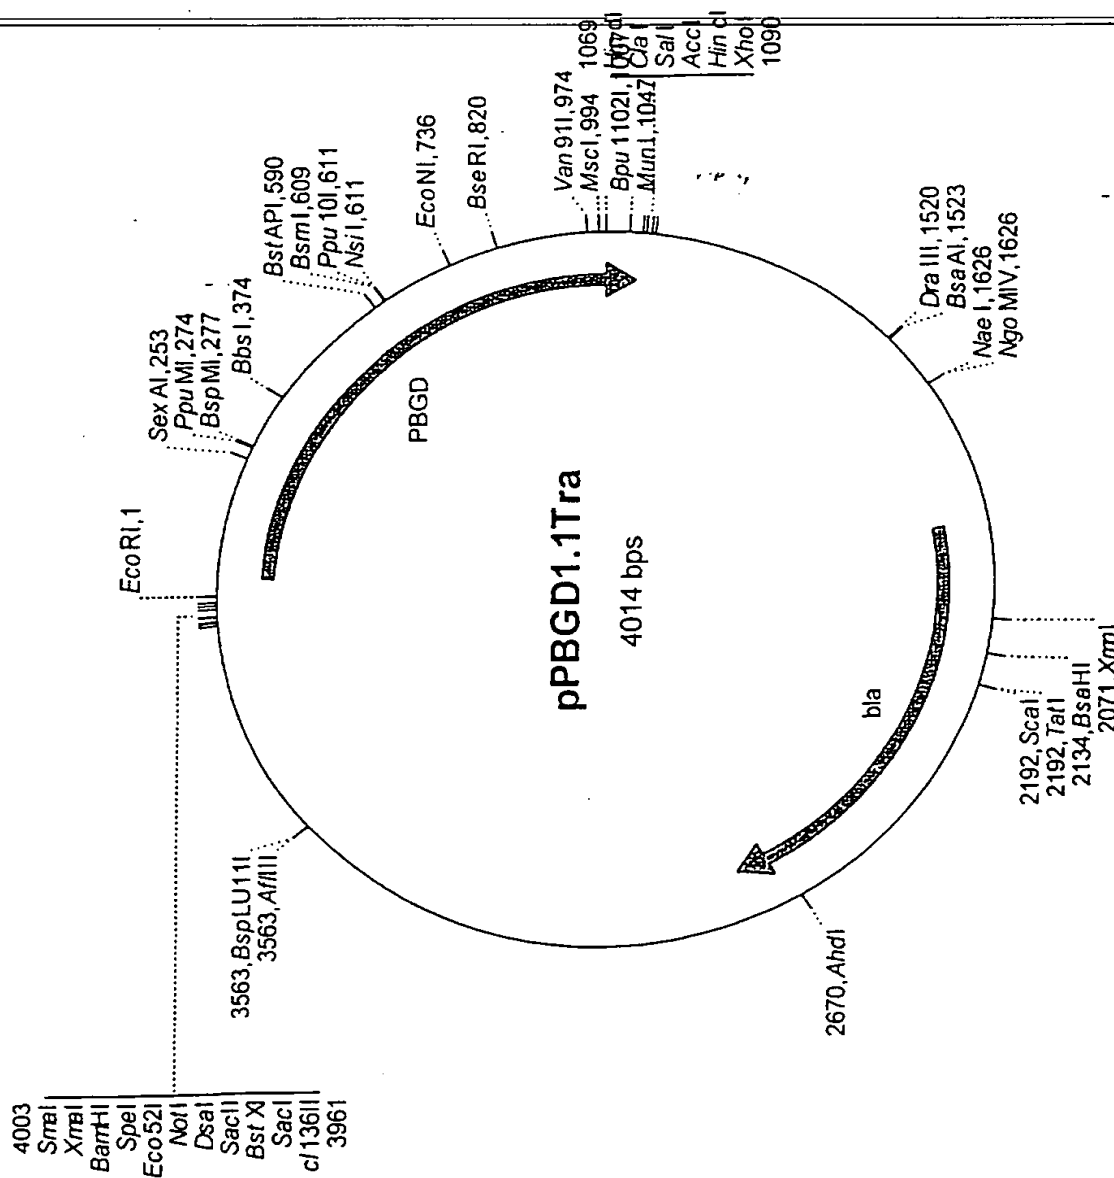 EcoRI,1
SexAI,253
PpuMI,274
BspMI,277
BbsI,374
BstAPI,590
BsmI,609
Ppu10I,611
NsiI,611
EcoNI,736
BseRI,820
Van91I,974
MscI,994
Bpu1102I,
MunI,1047
1069
ClaI
SalI
AccI
HincI
XhoI
1090
DraIII,1520
BsaAI,1523
NaeI,1626
NgoMIV,1626
2071,XmnI
2134,BsaHI
2192,TatI
2192,ScaI
2670,AhdI
3563,BspLU11I
3563,AflIII
4003
SmaI
XmaI
BamHI
SpeI
Eco52I
NotI
DsaI
SacII
BstXI
SacI
cI136II
3961
PBGD
pPBGD1.1Tra
4014 bps
bla